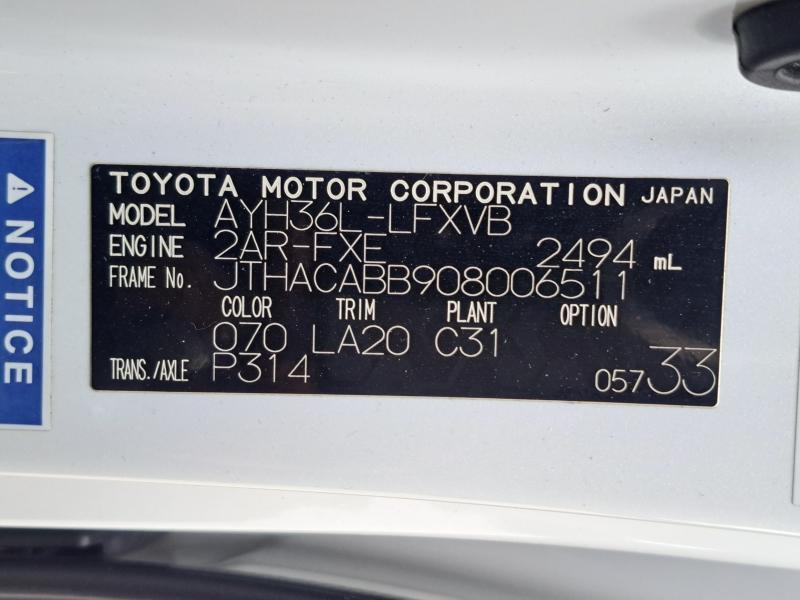 NOTICE
TOYOTA MOTOR CORPORATION JAPAN
MODEL AYH36L-LFXVB
ENGINE 2AR-FXE 2494 mL
FRAME No. JTHACABB908006511
COLOR TRIM PLANT OPTION
070 LA20 C31
TRANS./AXLE P314 05733